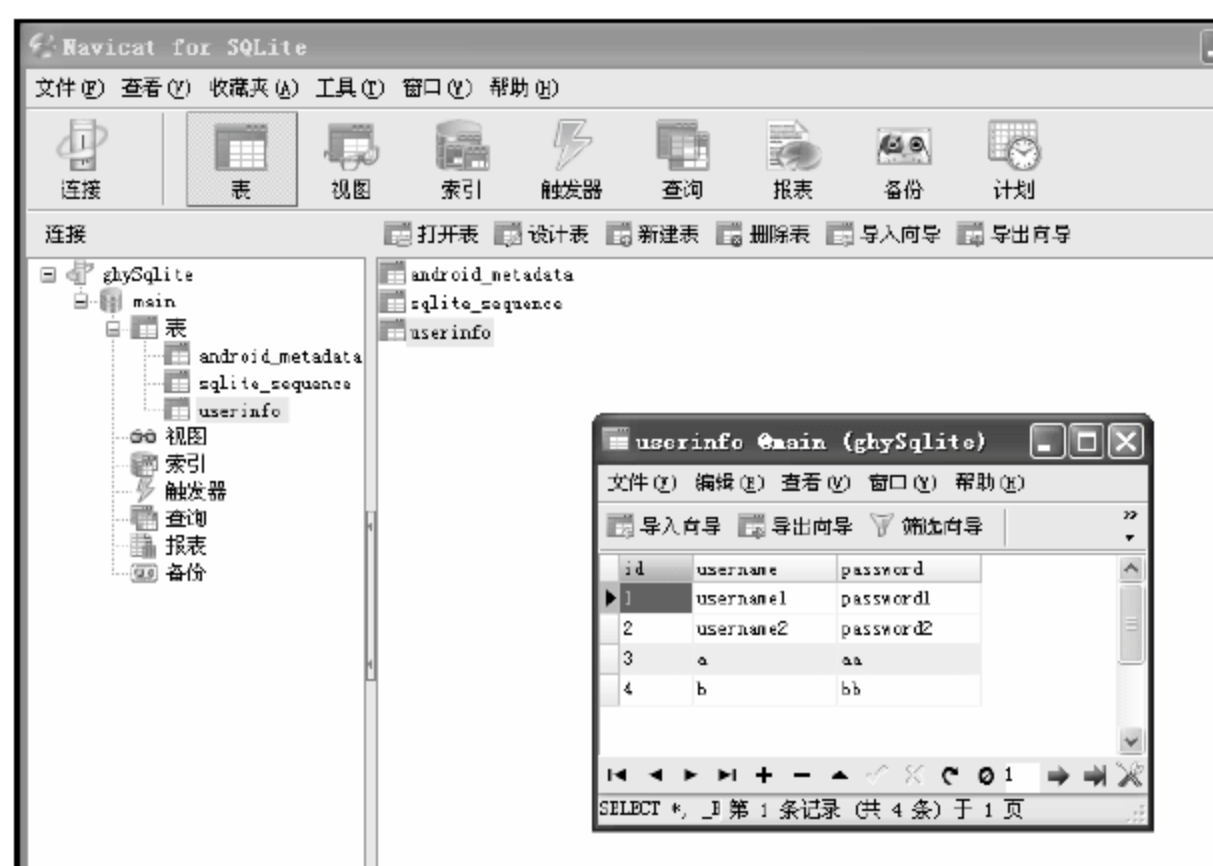 Navicat for SQLite
文件(F) 查看(V) 收藏夹(A) 工具(T) 窗口(W) 帮助(H)
连接 表 视图 索引 触发器 查询 报表 备份 计划
连接
打开表 设计表 新建表 删除表 导入向导 导出向导
ghySqlite
main
表
android_metadata
sqlite_sequence
userinfo
视图
索引
触发器
查询
报表
备份
android_metadata
sqlite_sequence
userinfo
userinfo @main (ghySqlite)
文件(F) 编辑(E) 查看(V) 窗口(W) 帮助(H)
导入向导 导出向导 筛选向导 »
id username password
1 username1 password1
2 username2 password2
3 a aa
4 b bb
1
SELECT *, _R 第 1 条记录 (共 4 条) 于 1 页